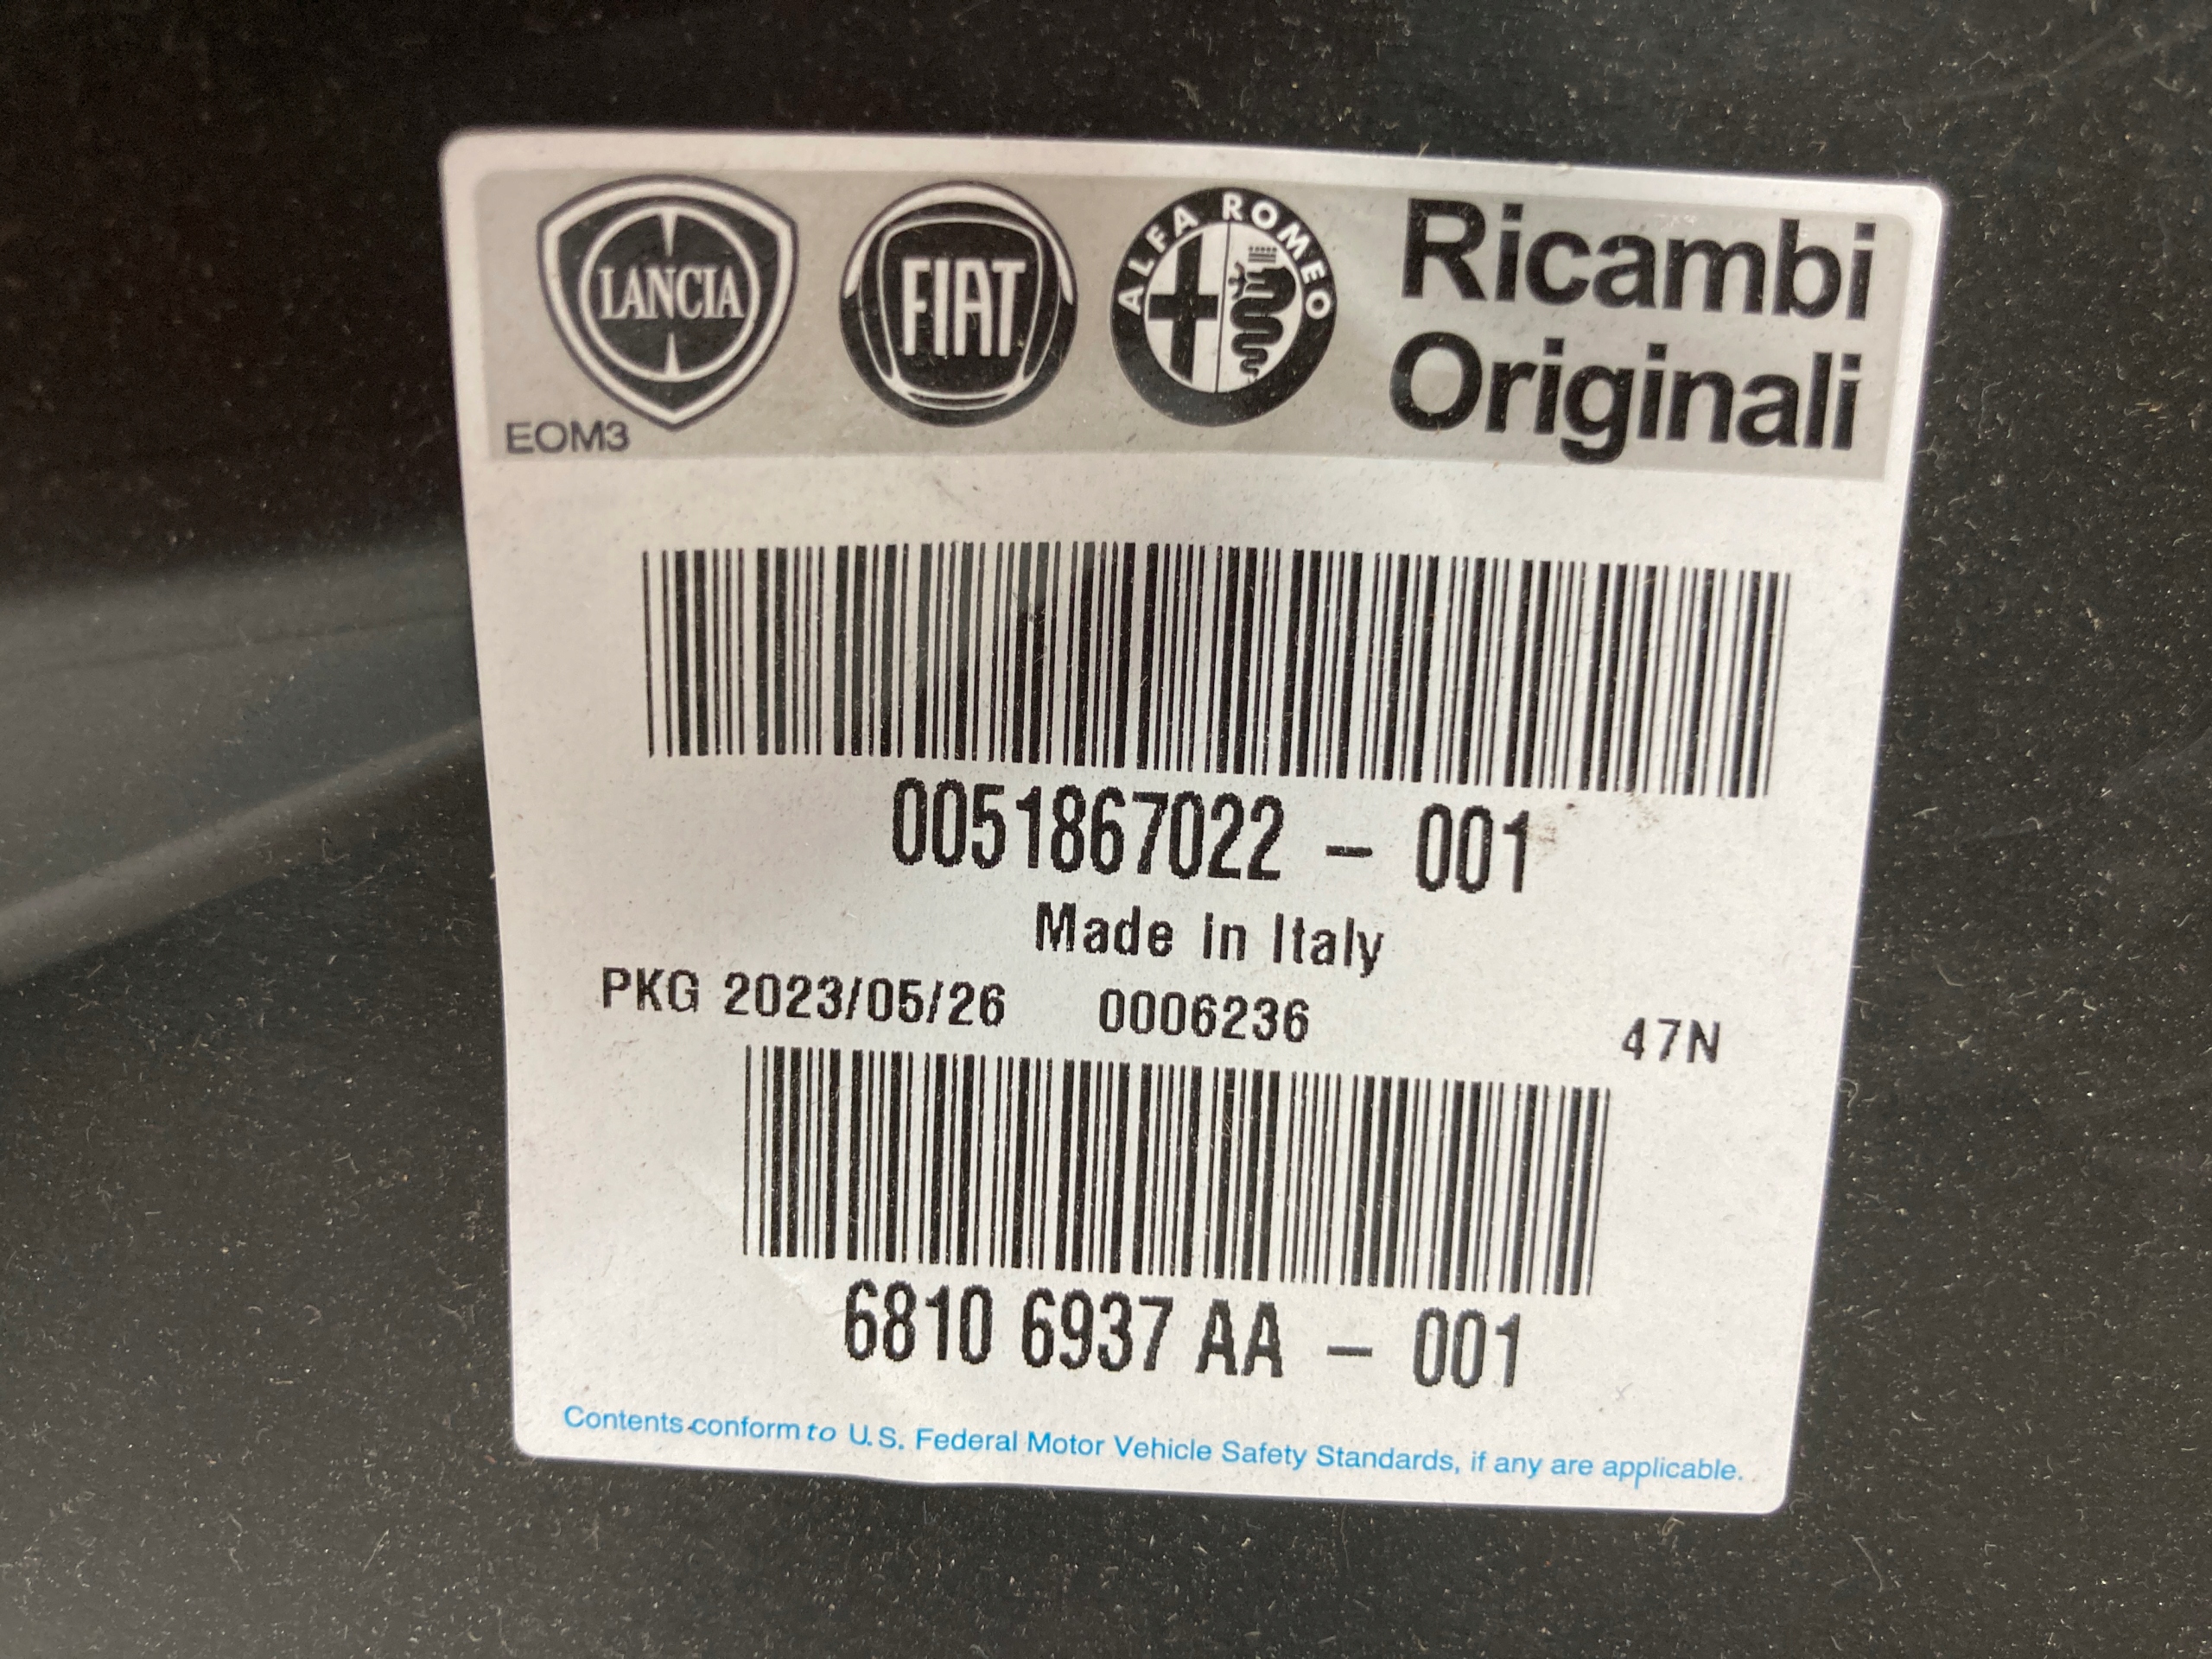 LANCIA
FIAT
ALFA ROMEO
Ricambi
Originali
EOM3
0051867022 - 001
Made in Italy
PKG 2023/05/26 0006236 47N
6810 6937 AA - 001
Contents conform to U.S. Federal Motor Vehicle Safety Standards, if any are applicable.